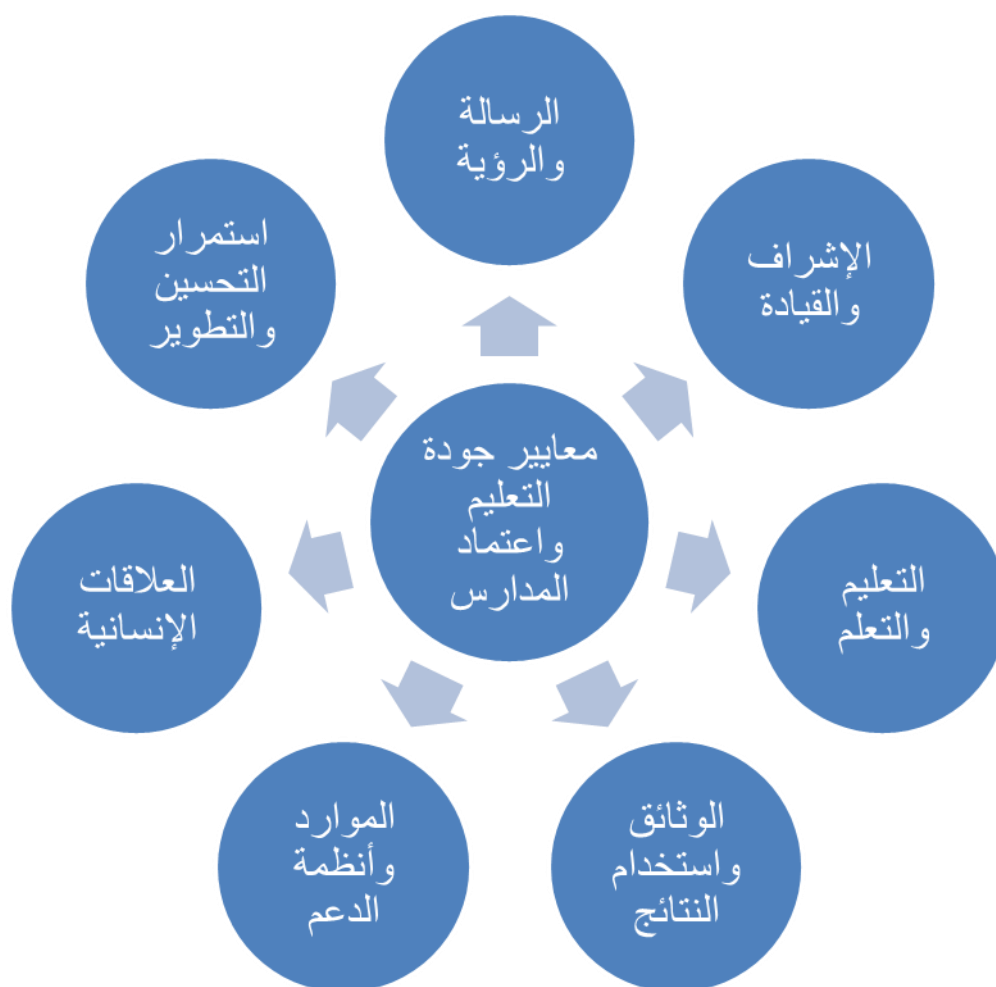 الرسالة
والرؤية
الإشراف
والقيادة
التعليم
والتعلم
الوثائق
واستخدام
النتائج
الموارد
وأنظمة
الدعم
العلاقات
الإنسانية
استمرار
التحسين
والتطوير
معايير جودة
التعليم
واعتماد
المدارس